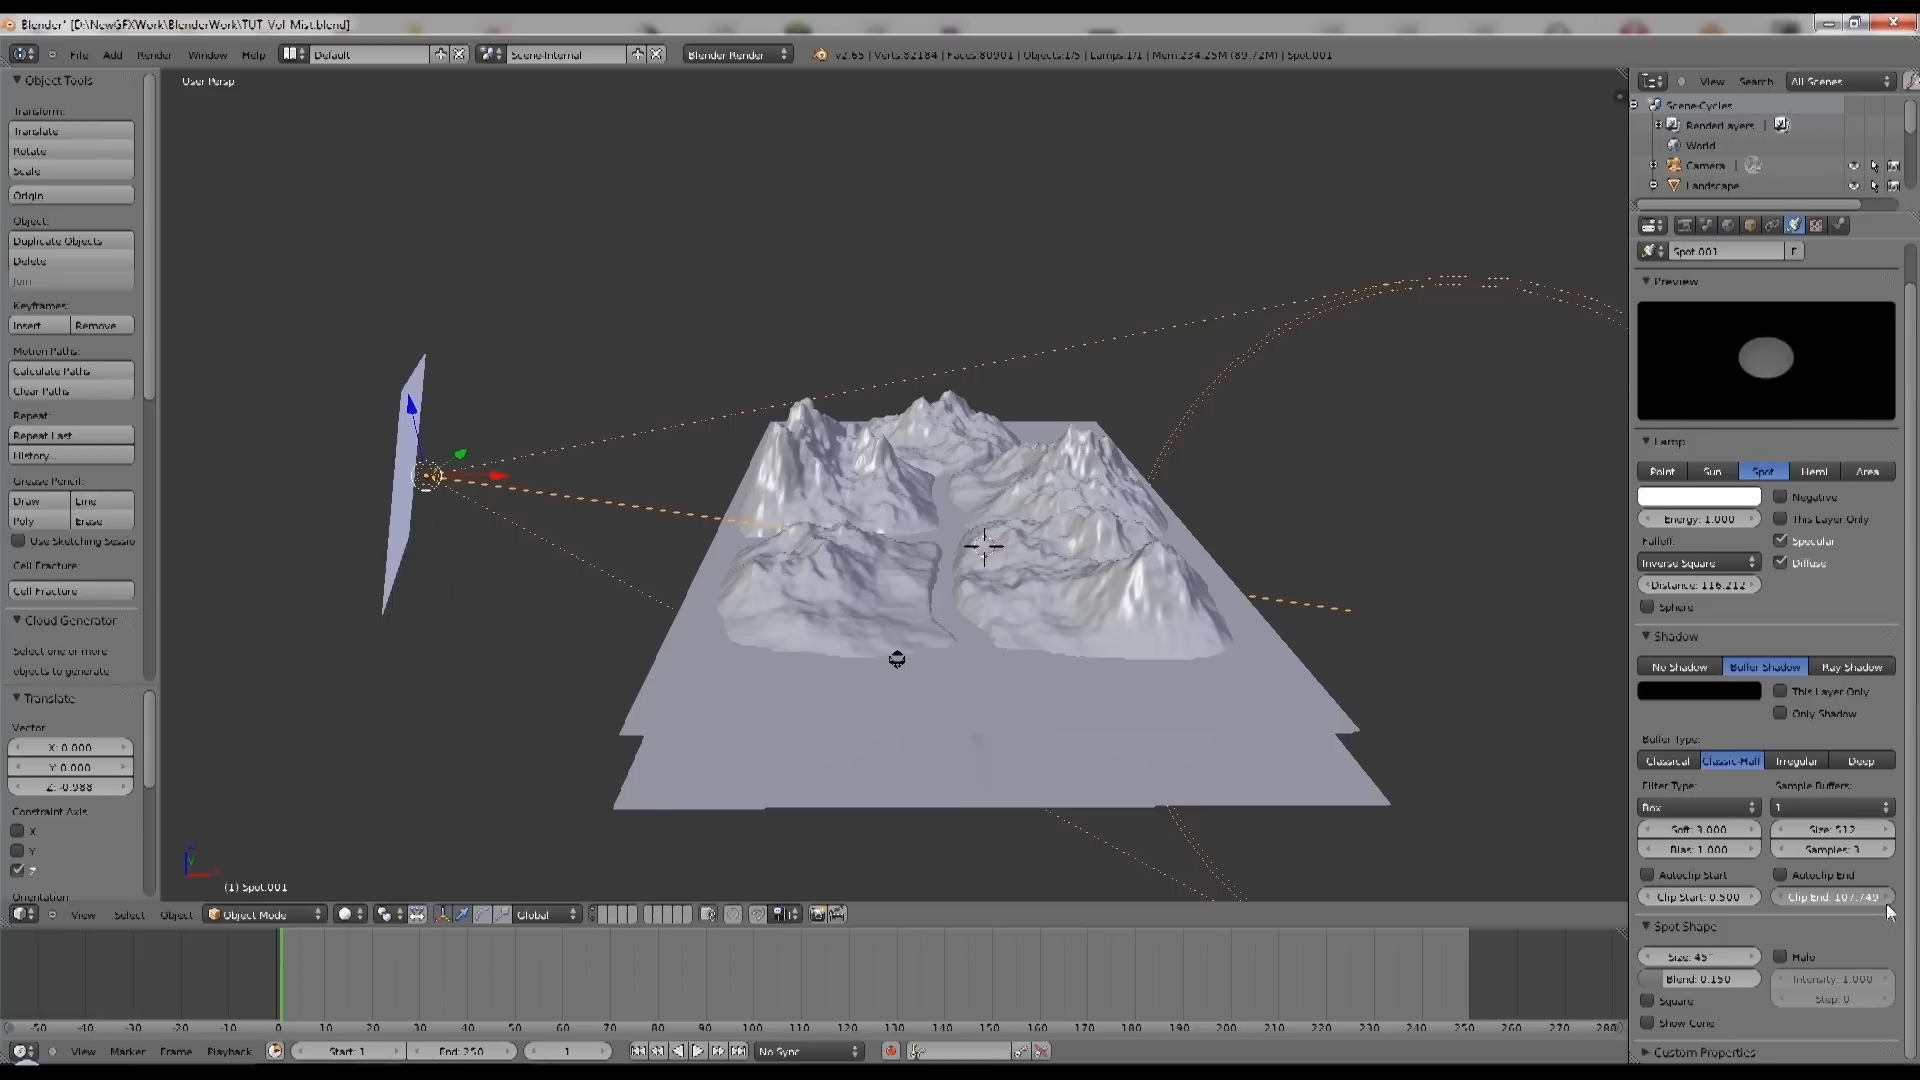 Blender* [D:\NewGFXWork\BlenderWork\TUT_Vol_Mist.blend]
File Add Render Window Help Default Scene-Internal Blender Render v2.65 | Verts:82184 | Faces:80901 | Objects:1/5 | Lamps:1/1 | Mem:234.25M (89.72M) | Spot.001
Object Tools
Transform:
Translate
Rotate
Scale
Origin
Object:
Duplicate Objects
Delete
Join
Keyframes:
Insert Remove
Motion Paths:
Calculate Paths
Clear Paths
Repeat:
Repeat Last
History...
Grease Pencil:
Draw Line
Poly Erase
Use Sketching Sessio
Cell Fracture:
Cell Fracture
Cloud Generator
Select one or more
objects to generate
Translate
Vector
X: 0.000
Y: 0.000
Z: -0.988
Constraint Axis
X
Y
Z
Orientation
User Persp
(1) Spot.001
View Select Object Object Mode Global
-50 -40 -30 -20 -10 0 10 20 30 40 50 60 70 80 90 100 110 120 130 140 150 160 170 180 190 200 210 220 230 240 250 260 270 280
View Marker Frame Playback Start: 1 End: 250 1 No Sync
View Search All Scenes
Scene-Cycles
RenderLayers |
World
Camera |
Landscape
Spot.001 F
Preview
Lamp
Point Sun Spot Hemi Area
Negative
Energy: 1.000 This Layer Only
Falloff: Specular
Inverse Square Diffuse
Distance: 116.212
Sphere
Shadow
No Shadow Buffer Shadow Ray Shadow
This Layer Only
Only Shadow
Buffer Type:
Classical Classic-Half Irregular Deep
Filter Type: Sample Buffers:
Box 1
Soft: 3.000 Size: 512
Bias: 1.000 Samples: 3
Autoclip Start Autoclip End
Clip Start: 0.500 Clip End: 107.749
Spot Shape
Size: 45° Halo
Blend: 0.150 Intensity: 1.000
Square Step: 0
Show Cone
Custom Properties